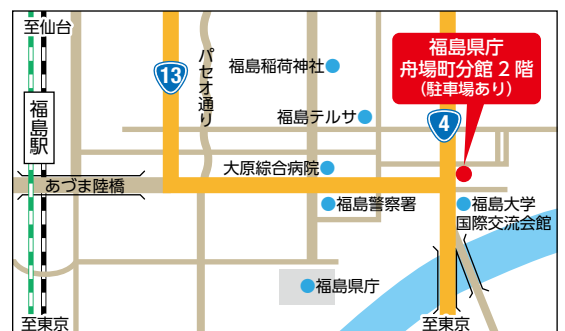 至仙台
13
パセオ通り
福島稲荷神社
福島県庁
舟場町分館2階
（駐車場あり）
福島テルサ
4
福島駅
大原綜合病院
あづま陸橋
福島警察署
福島大学
国際交流会館
福島県庁
至東京
至東京